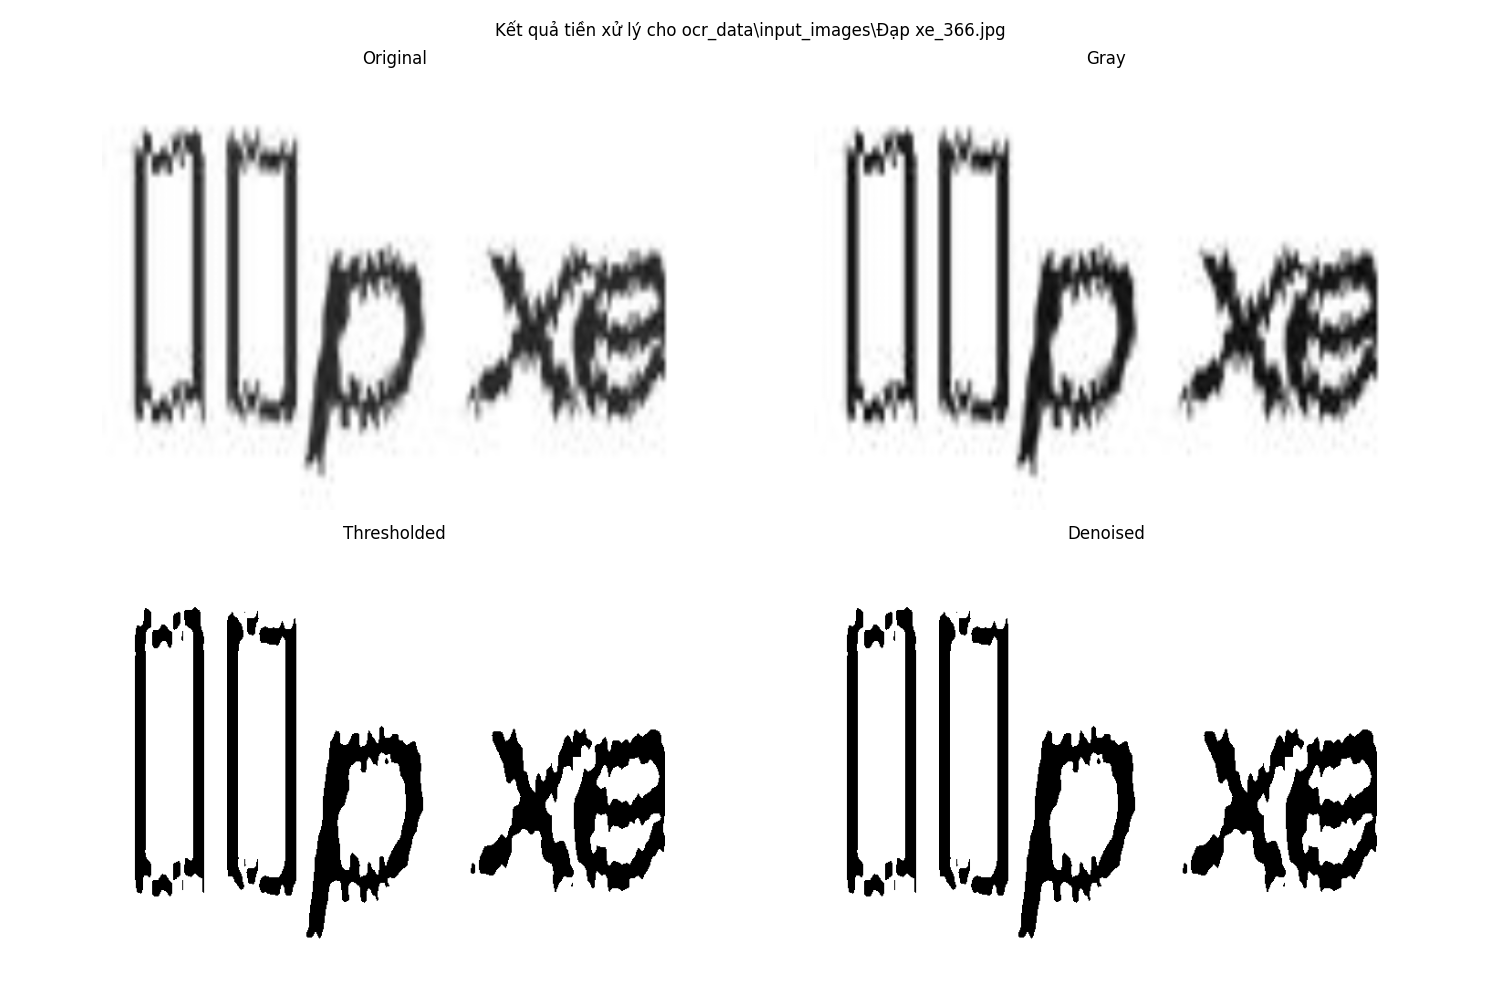 Kết quả tiền xử lý cho ocr_data\input_images\Đạp xe_366.jpg
Original
Gray
▯▯p xe
▯▯p xe
Thresholded
Denoised
▯▯p xe
▯▯p xe